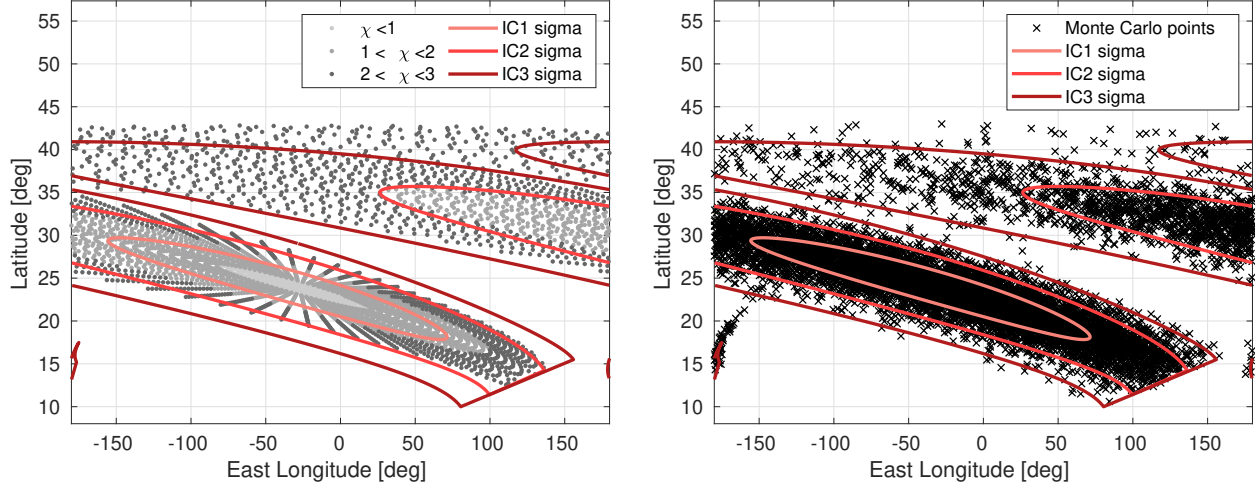 χ <1
1 < χ <2
2 < χ <3
IC1 sigma
IC2 sigma
IC3 sigma
55
50
45
40
35
30
25
20
15
10
Latitude [deg]
-150 -100 -50 0 50 100 150
East Longitude [deg]
Monte Carlo points
IC1 sigma
IC2 sigma
IC3 sigma
55
50
45
40
35
30
25
20
15
10
Latitude [deg]
-150 -100 -50 0 50 100 150
East Longitude [deg]